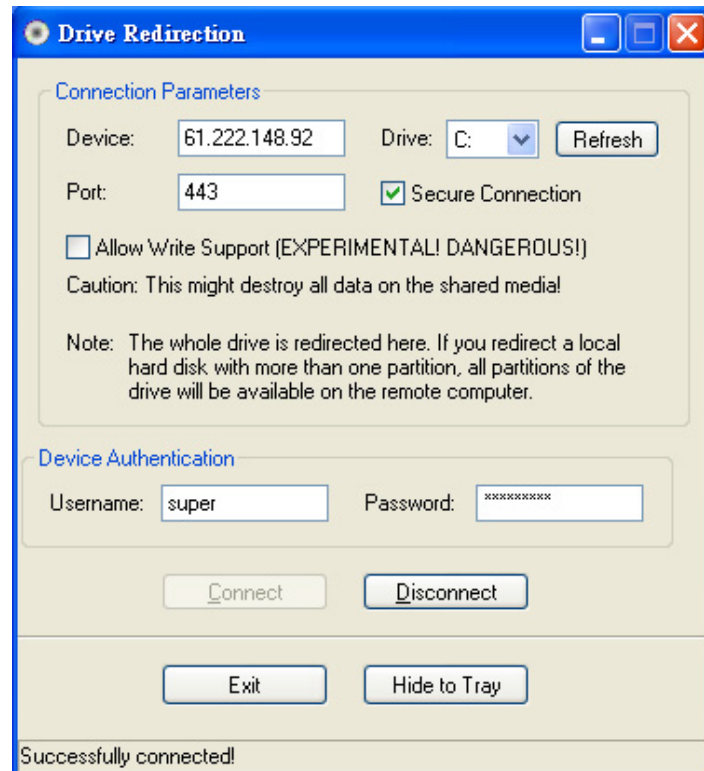 Drive Redirection
Connection Parameters
Device: 61.222.148.92 Drive: C: Refresh
Port: 443 Secure Connection
Allow Write Support (EXPERIMENTAL! DANGEROUS!)
Caution: This might destroy all data on the shared media!
Note: The whole drive is redirected here. If you redirect a local
hard disk with more than one partition, all partitions of the
drive will be available on the remote computer.
Device Authentication
Username: super Password: ×××××××××
Connect Disconnect
Exit Hide to Tray
Successfully connected!